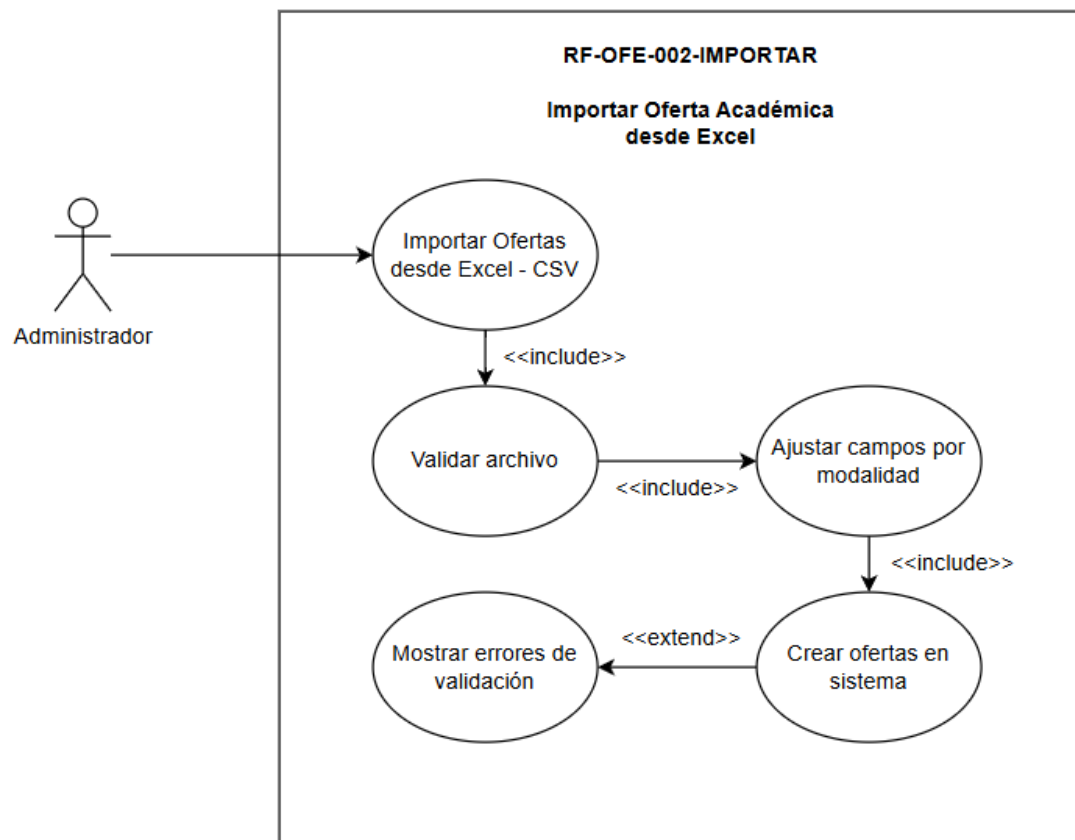 RF-OFE-002-IMPORTAR
Importar Oferta Académica
desde Excel
Importar Ofertas
desde Excel - CSV
Administrador
<<include>>
Validar archivo
<<include>>
Ajustar campos por
modalidad
<<include>>
Mostrar errores de
validación
<<extend>>
Crear ofertas en
sistema